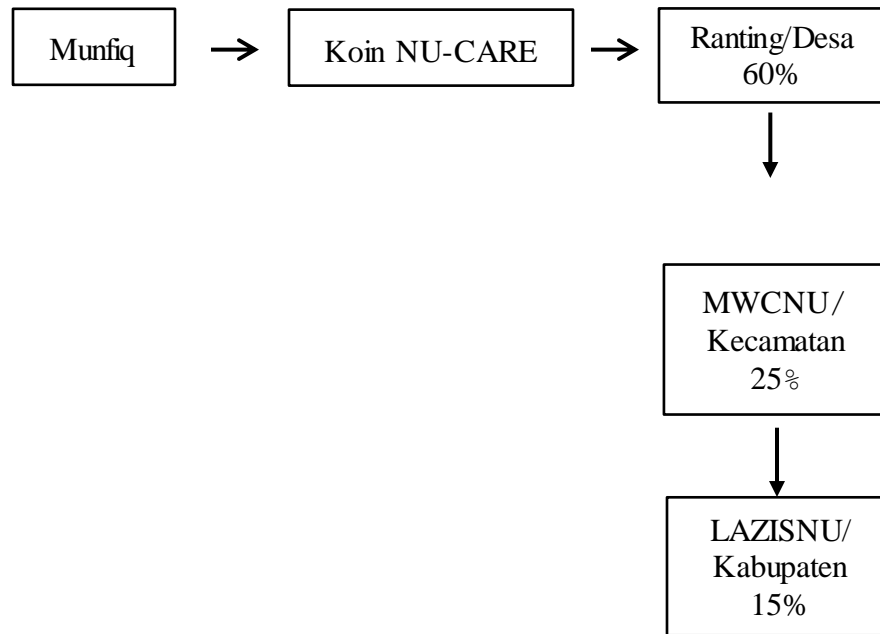 Munfiq
Koin NU-CARE
Ranting/Desa
60%
MWCNU/
Kecamatan
25%
LAZISNU/
Kabupaten
15%